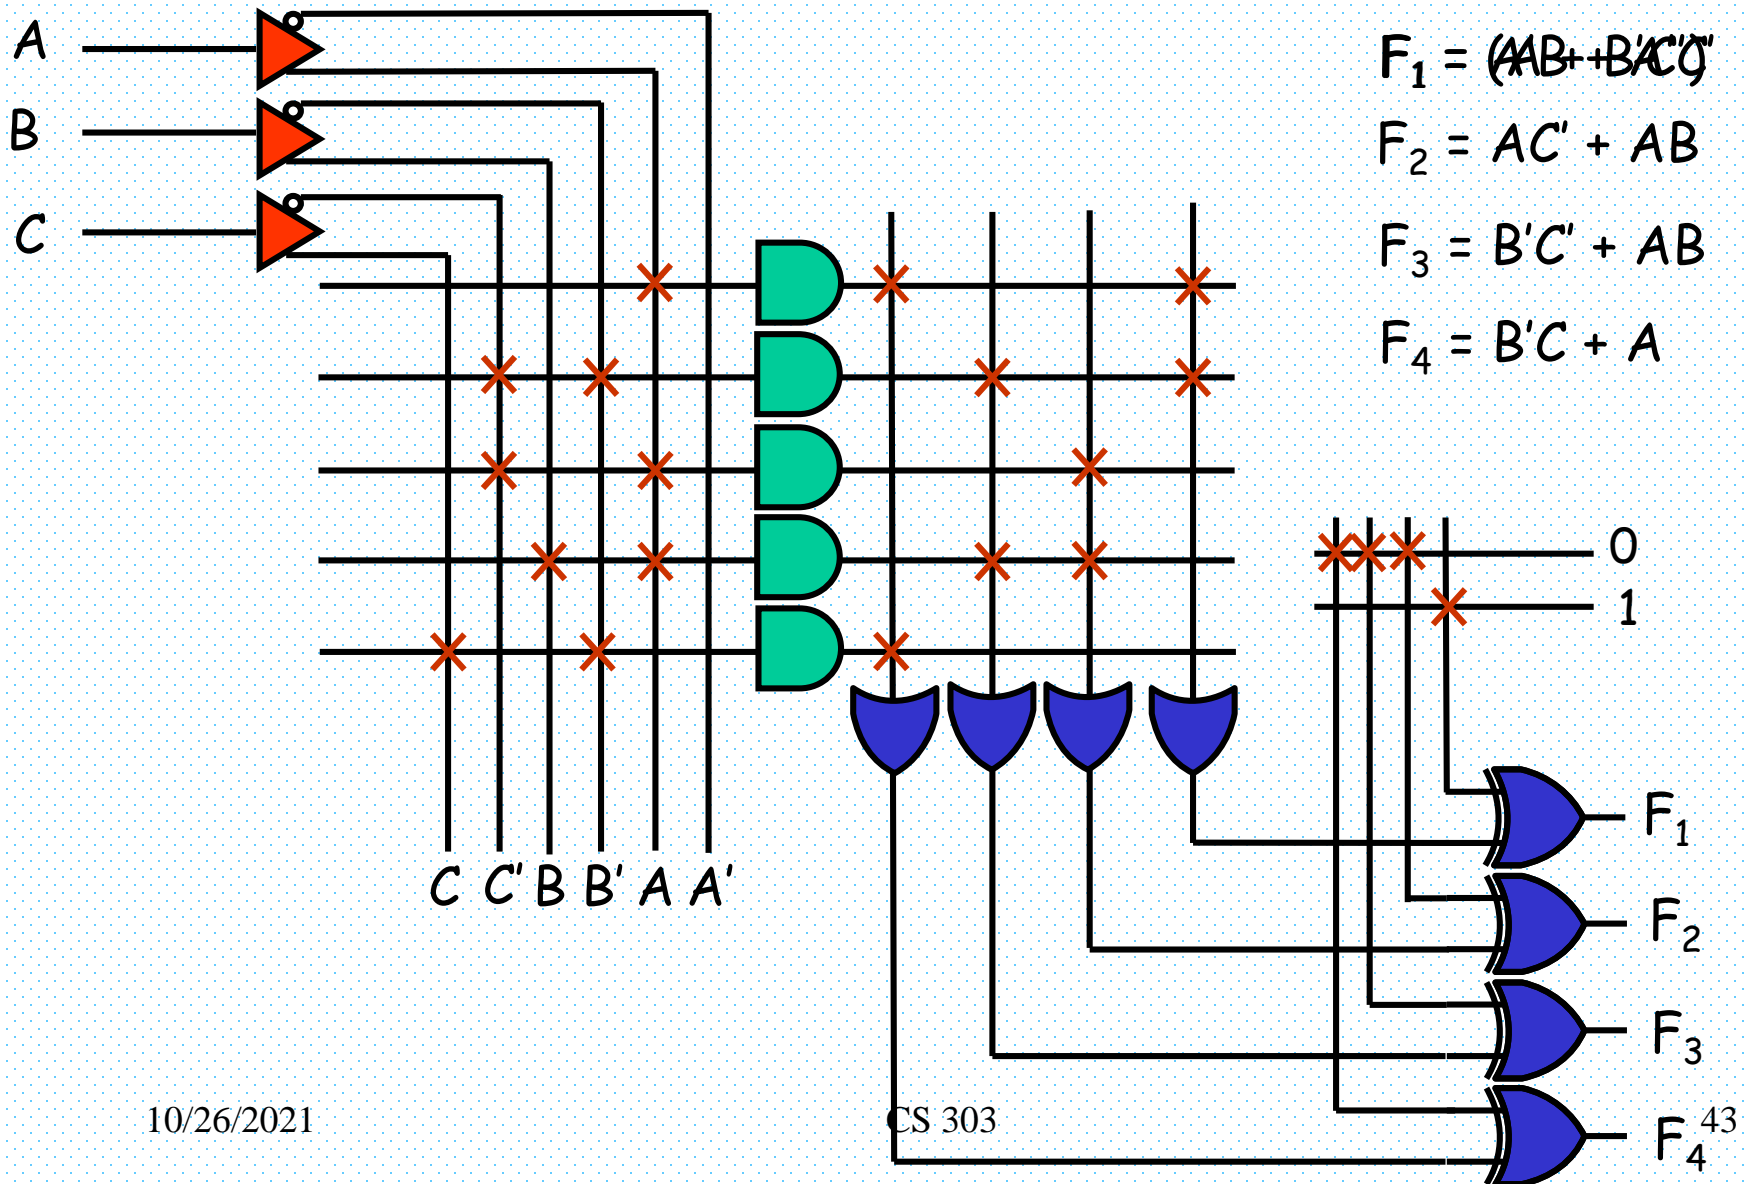 A
B
C
F1 =
F2 = AC' + AB
F3 = B'C' + AB
F4 = B'C + A
0
1
C C' B B' A A'
F1
F2
F3
F4
10/26/2021
CS 303
43